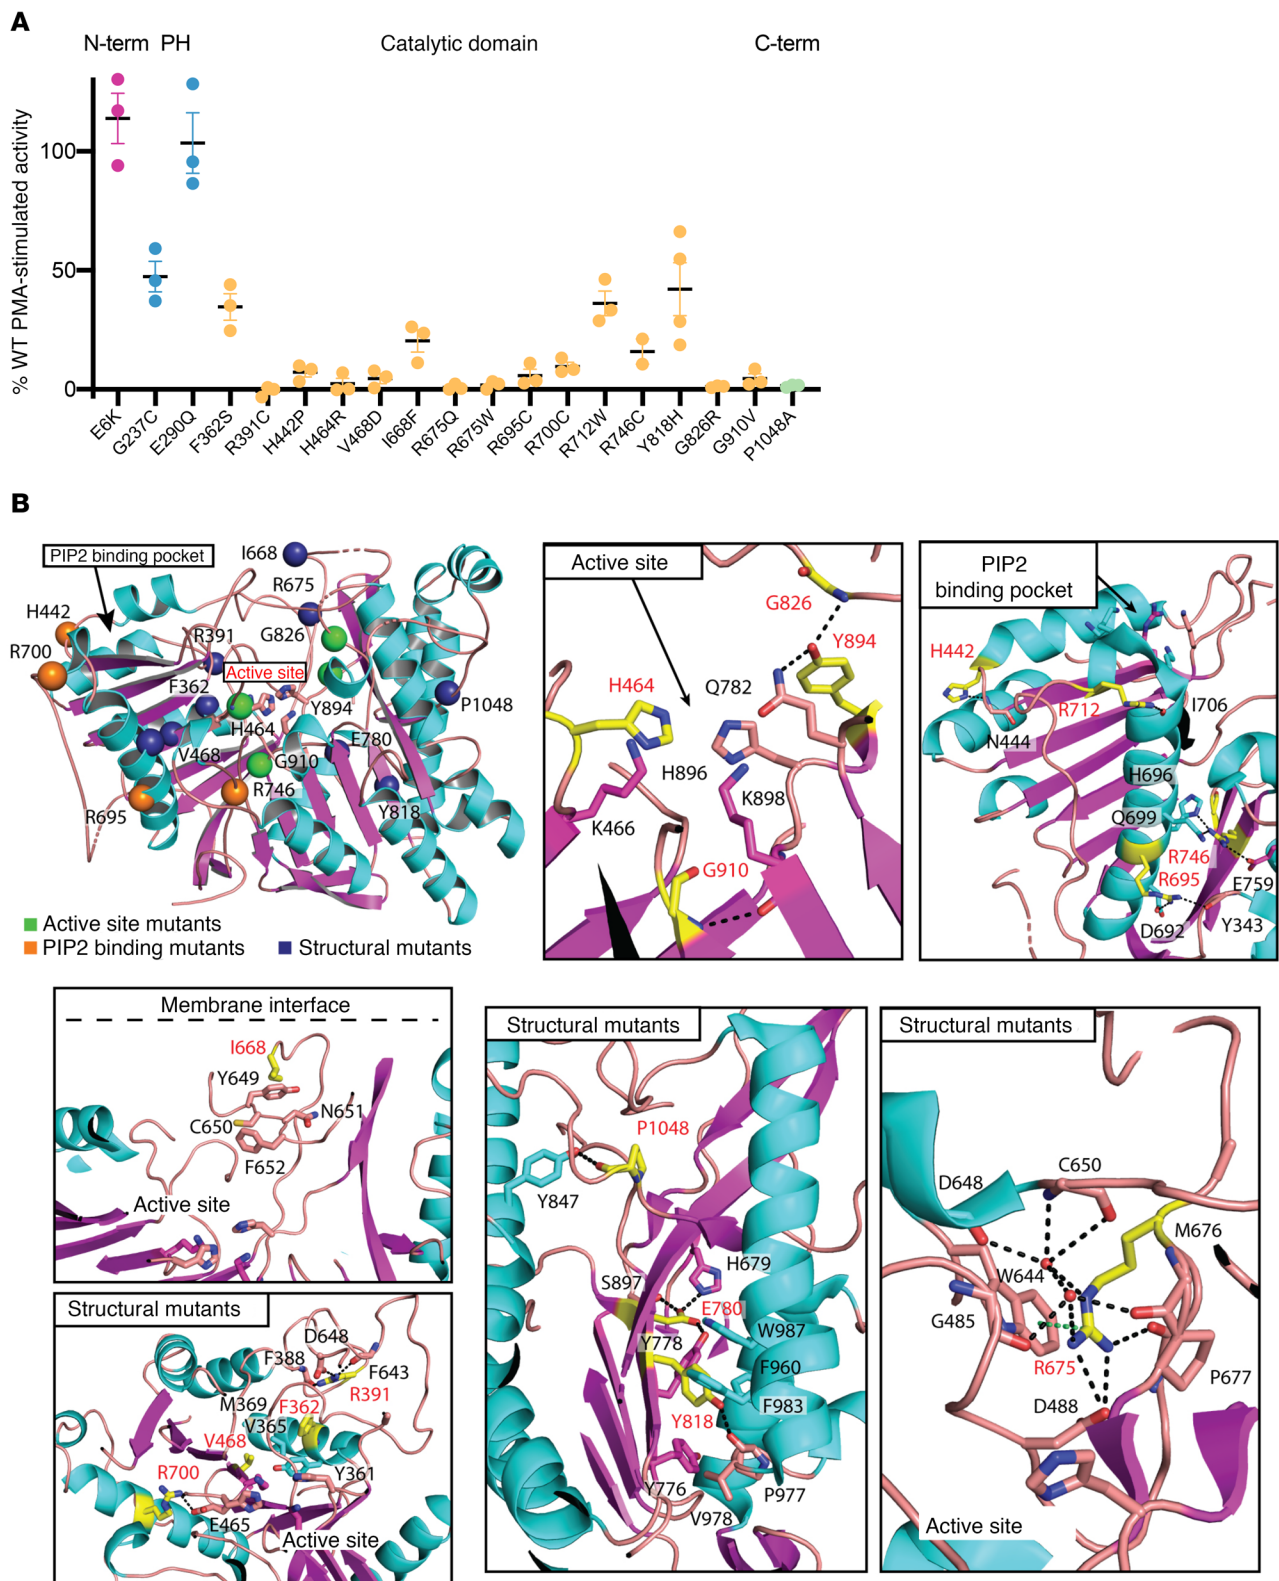 A
N-term PH Catalytic domain C-term
% WT PMA-stimulated activity
100
50
0
E6K
G237C
E290Q
F362S
R391C
H442P
H464R
V468D
I668F
R675Q
R675W
R695C
R700C
R712W
R746C
Y818H
G826R
G910V
P1048A
B
PIP2 binding pocket
I668
R675
H442
G826
R391
R700
Active site
F362
Y894
P1048
H464
E780
V468
G910
R746
Y818
R695
Active site mutants
PIP2 binding mutants
Structural mutants
Active site
G826
Y894
H464
Q782
H896
K898
K466
G910
PIP2
binding pocket
H442
R712
I706
N444
H696
Q699
R746
R695
E759
D692
Y343
Membrane interface
I668
Y649
N651
C650
F652
Active site
Structural mutants
D648
F388
F643
R391
M369
F362
V365
V468
R700
Y361
E465
Active site
Structural mutants
P1048
Y847
H679
S897
E780
W987
Y778
F960
F983
Y818
Y776
P977
V978
Structural mutants
C650
D648
M676
W644
G485
R675
P677
D488
Active site